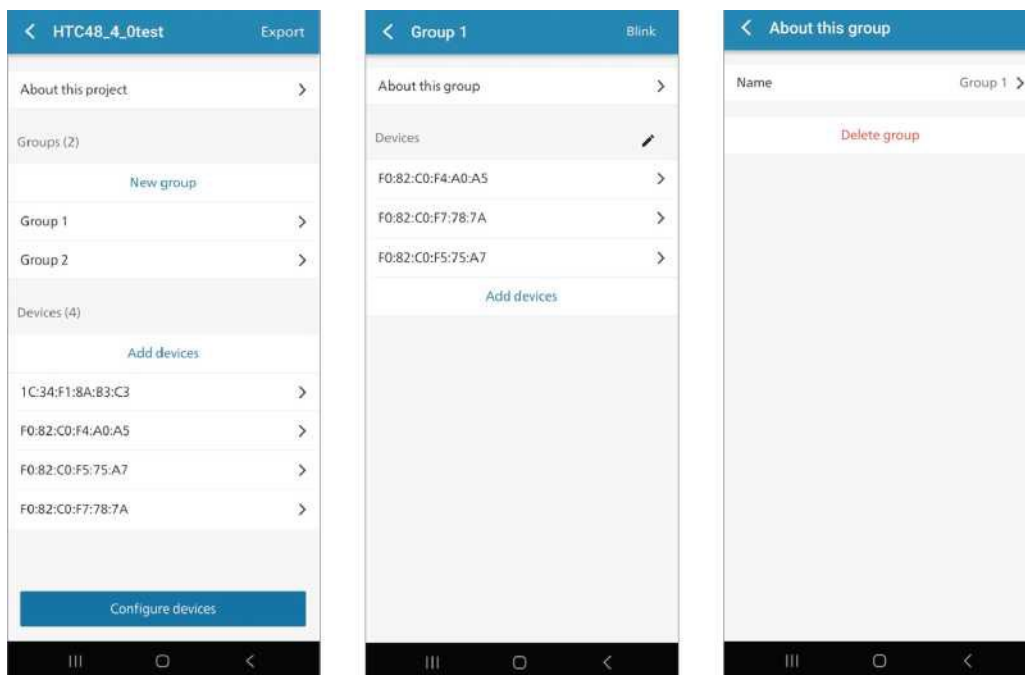 HTC48_4_0test Export
About this project
Groups (2)
New group
Group 1
Group 2
Devices (4)
Add devices
1C:34:F1:8A:B3:C3
F0:82:C0:F4:A0:A5
F0:82:C0:F5:75:A7
F0:82:C0:F7:78:7A
Configure devices
Group 1 Blink
About this group
Devices
F0:82:C0:F4:A0:A5
F0:82:C0:F7:78:7A
F0:82:C0:F5:75:A7
Add devices
About this group
Name Group 1
Delete group